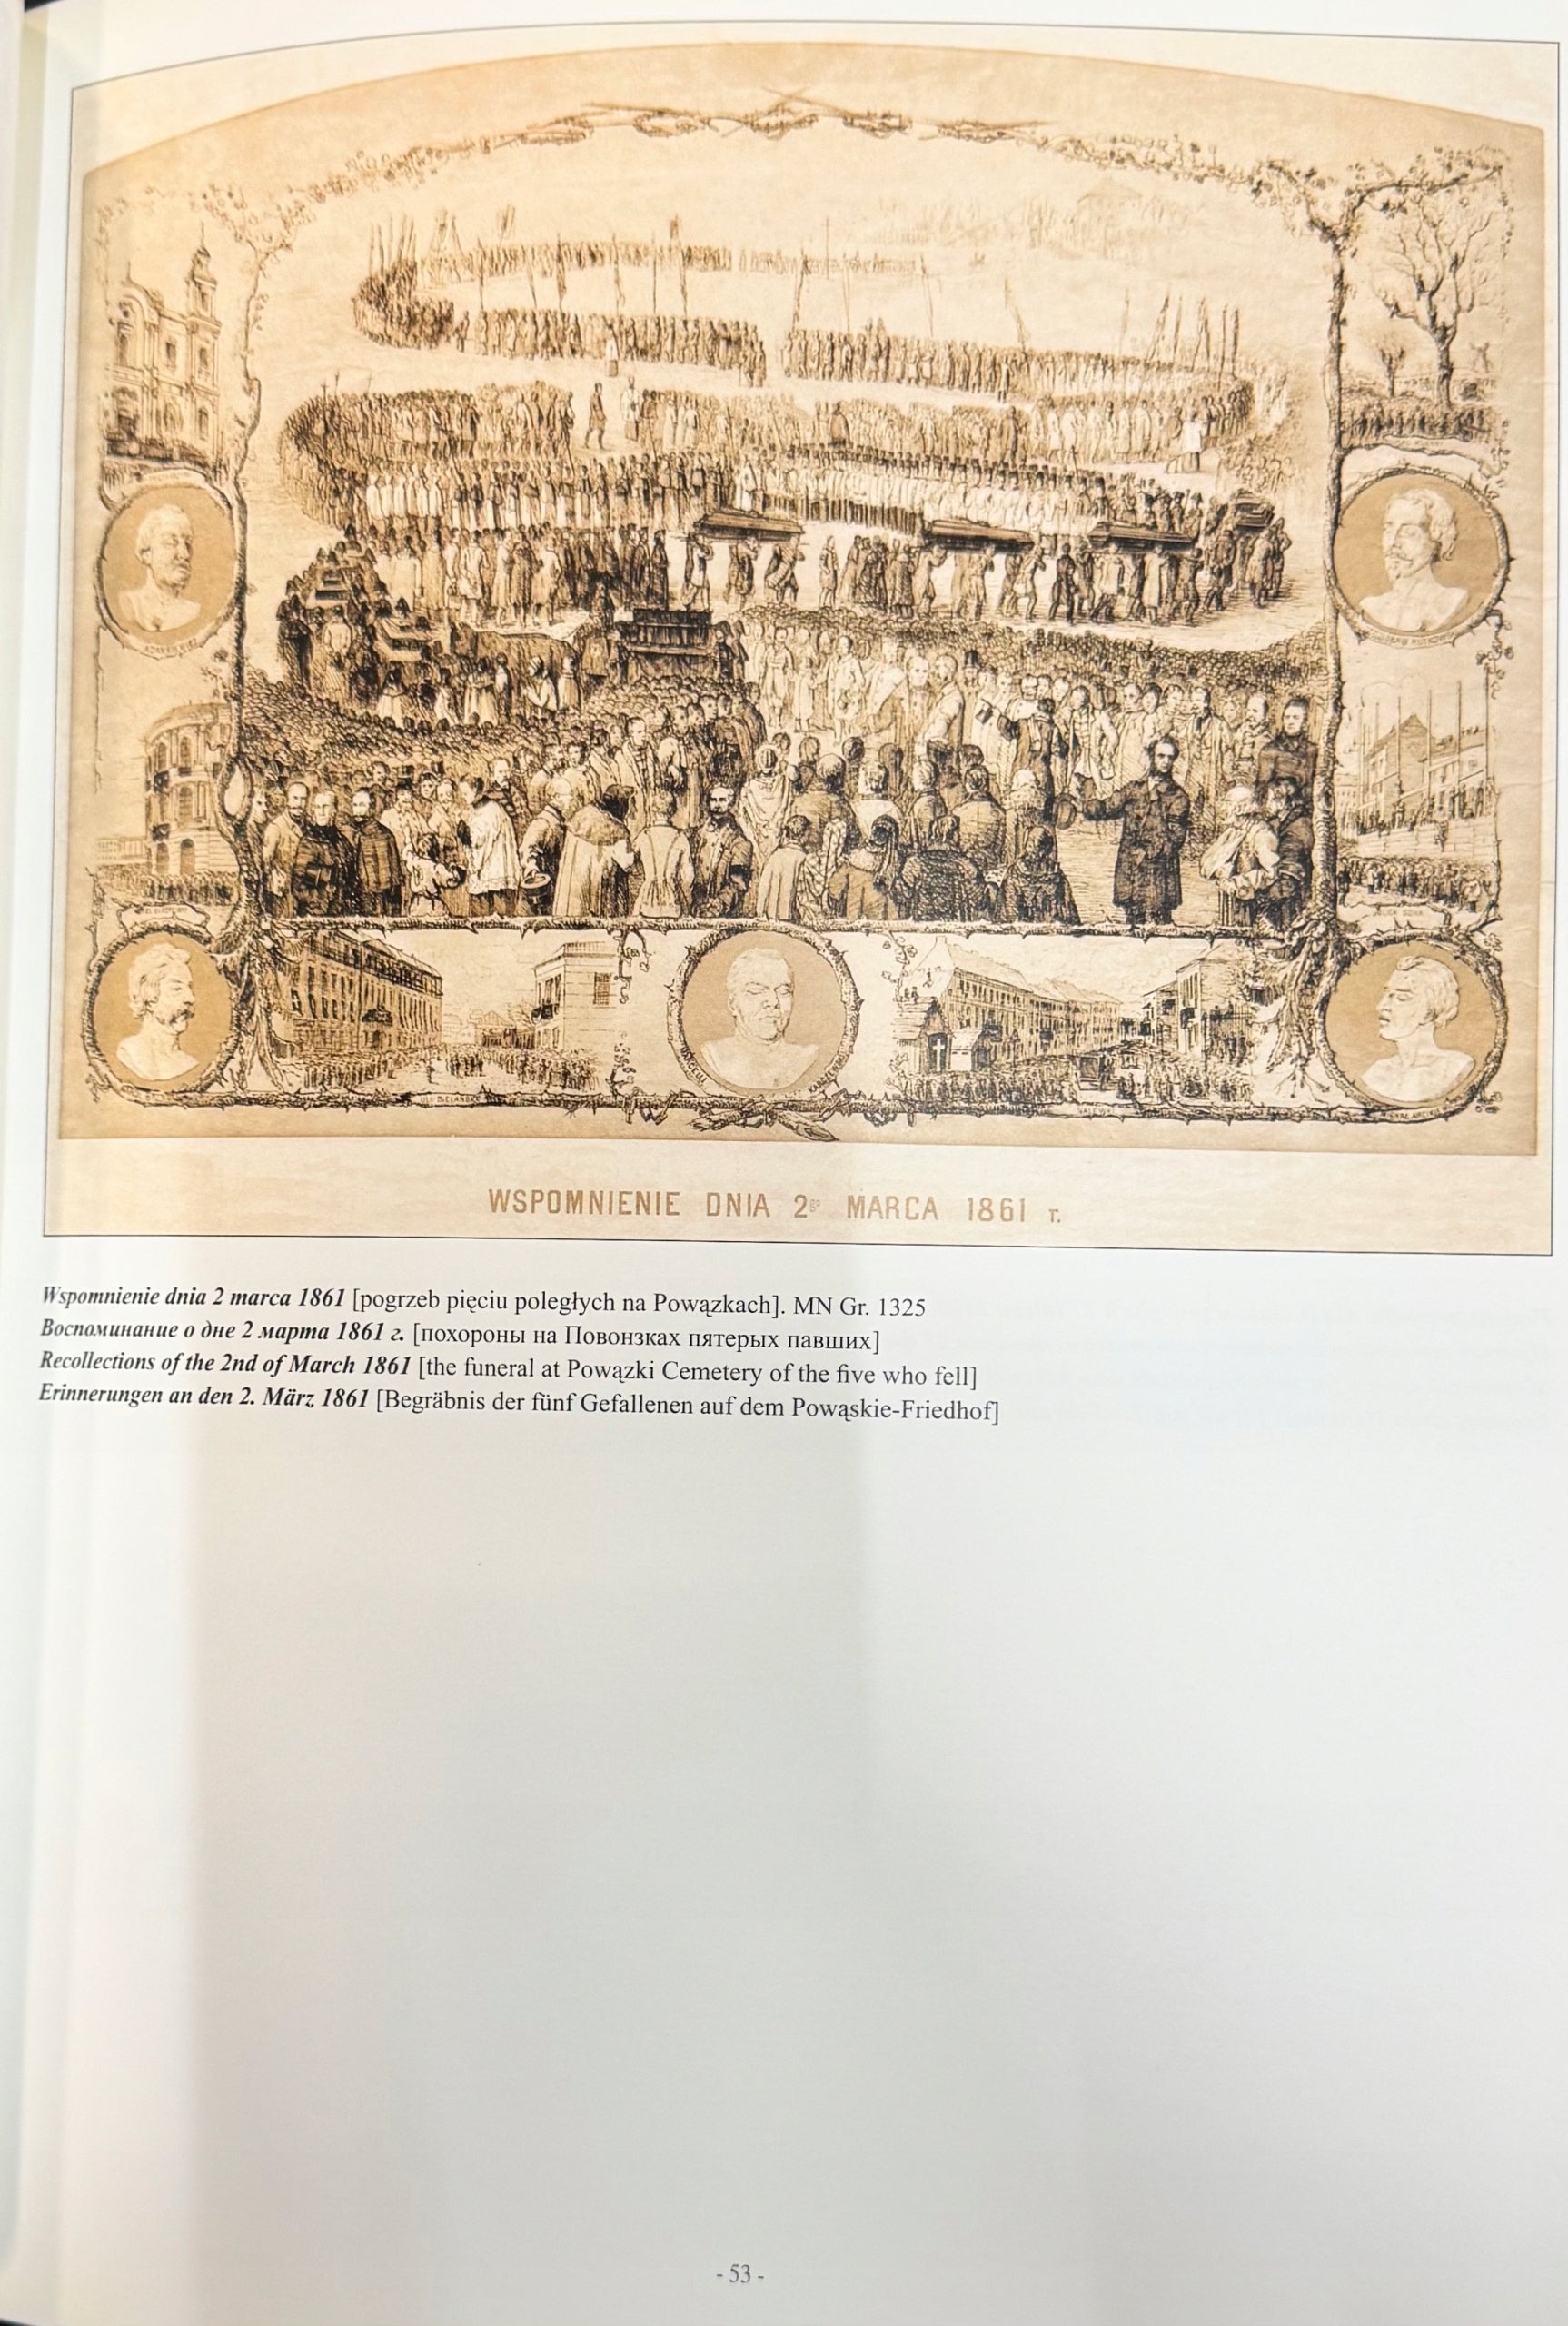 MARCELI
WSPOMNIENIE DNIA 2go MARCA 1861 r.
Wspomnienie dnia 2 marca 1861 [pogrzeb pięciu poległych na Powązkach]. MN Gr. 1325
Воспоминание о дне 2 марта 1861 г. [похороны на Повонзках пятерых павших]
Recollections of the 2nd of March 1861 [the funeral at Powązki Cemetery of the five who fell]
Erinnerungen an den 2. März 1861 [Begräbnis der fünf Gefallenen auf dem Powąskie-Friedhof]
- 53 -